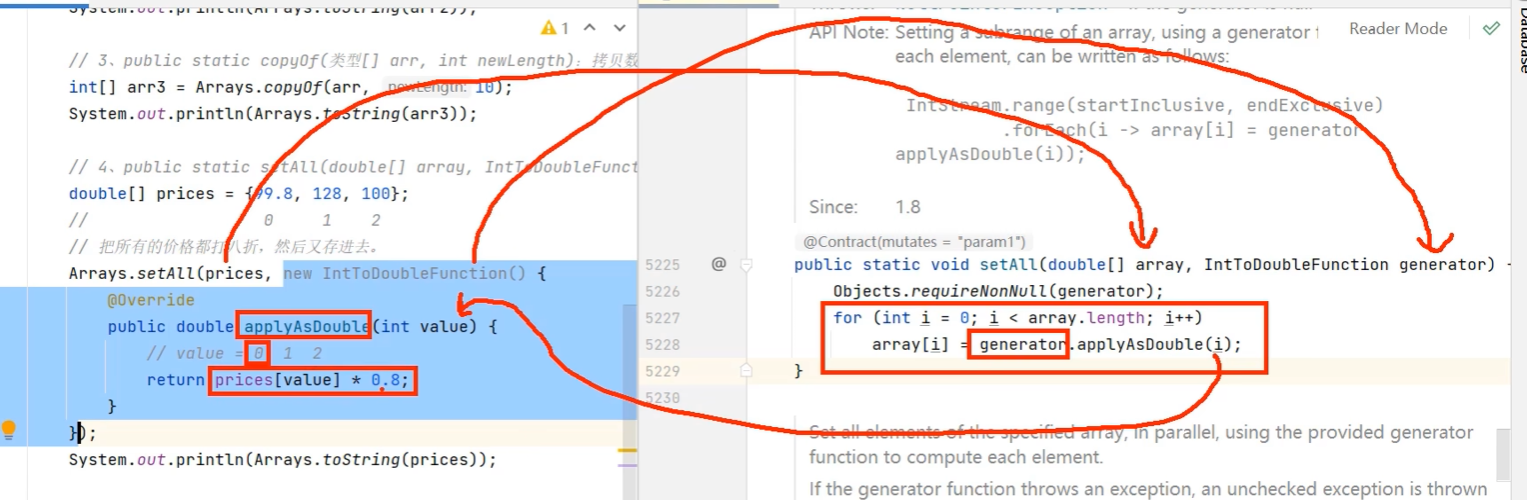 System.out.println(Arrays.toString(arr2));
1
// 3、public static copyOf(类型[] arr, int newLength): 拷贝数
int[] arr3 = Arrays.copyOf(arr, newLength: 10);
System.out.println(Arrays.toString(arr3));
// 4、public static setAll(double[] array, IntToDoubleFunct
double[] prices = {99.8, 128, 100};
// 0 1 2
// 把所有的价格都打八折，然后又存进去。
Arrays.setAll(prices, new IntToDoubleFunction() {
@Override
public double applyAsDouble(int value) {
// value = 0 1 2
return prices[value] * 0.8;
}
});
System.out.println(Arrays.toString(prices));
Reader Mode
Database
API Note: Setting a subrange of an array, using a generator f
each element, can be written as follows:
IntStream.range(startInclusive, endExclusive)
.forEach(i -> array[i] = generator
applyAsDouble(i));
Since: 1.8
@Contract(mutates = "param1")
5225 @ public static void setAll(double[] array, IntToDoubleFunction generator) {
5226 Objects.requireNonNull(generator);
5227 for (int i = 0; i < array.length; i++)
5228 array[i] = generator.applyAsDouble(i);
5229 }
5230
Set all elements of the specified array, in parallel, using the provided generator
function to compute each element.
If the generator function throws an exception, an unchecked exception is thrown